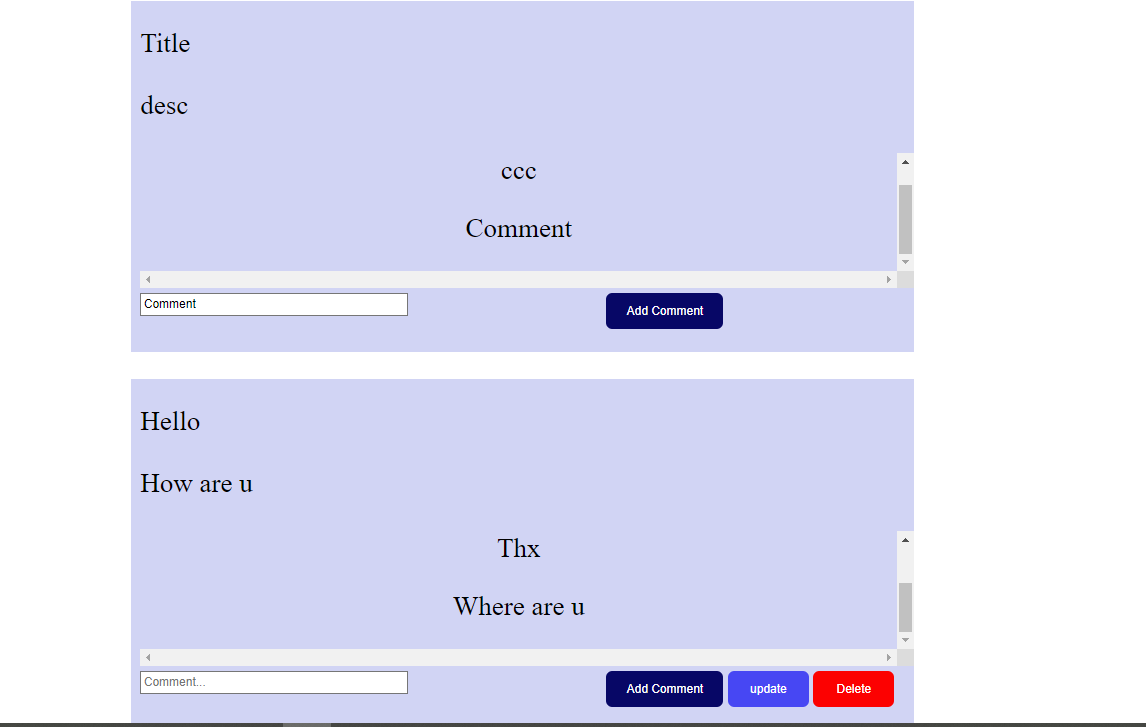 Title
desc
ccc
Comment
Comment
Add Comment
Hello
How are u
Thx
Where are u
Comment...
Add Comment
update
Delete